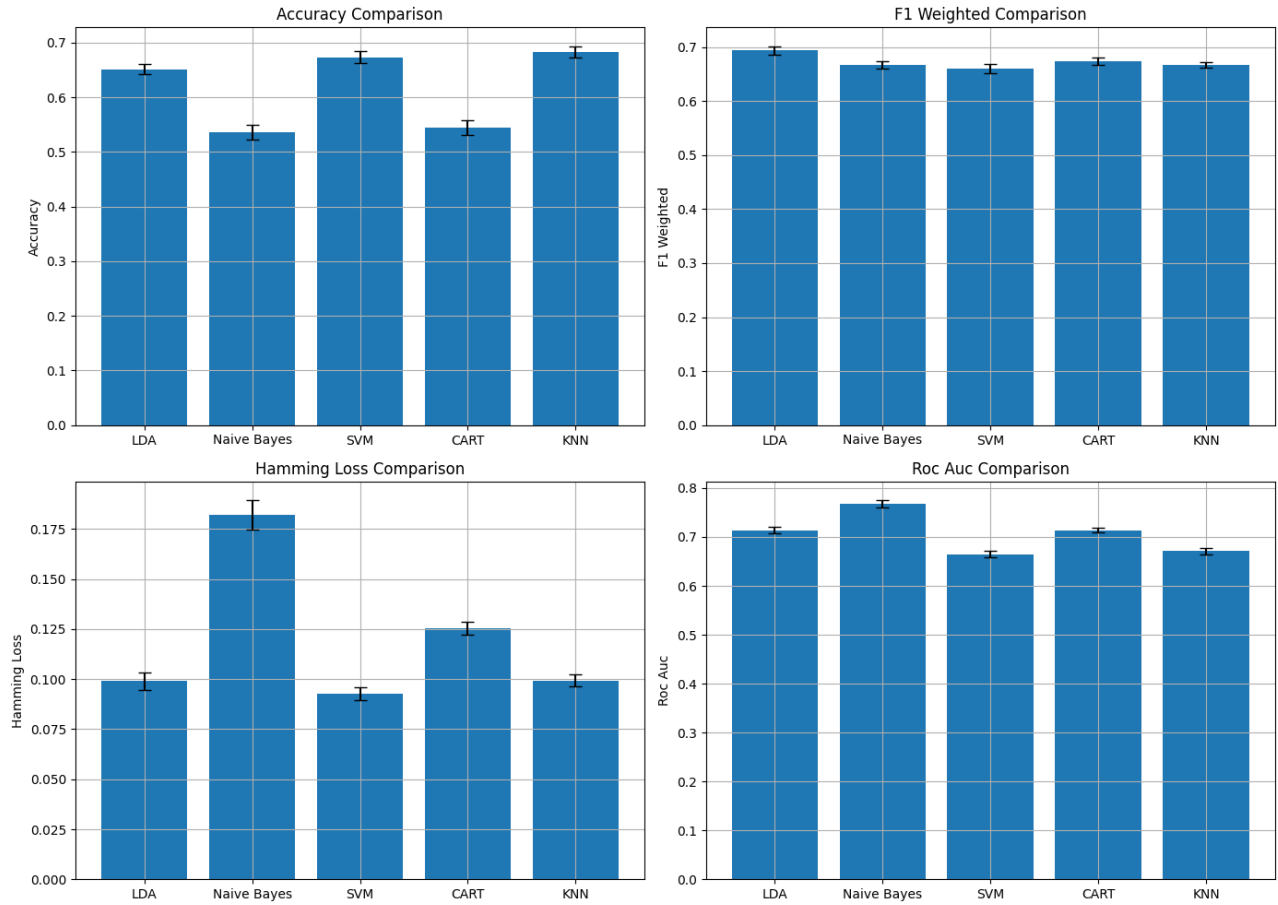 Accuracy Comparison
Accuracy
0.7
0.6
0.5
0.4
0.3
0.2
0.1
0.0
LDA Naive Bayes SVM CART KNN
F1 Weighted Comparison
F1 Weighted
0.7
0.6
0.5
0.4
0.3
0.2
0.1
0.0
LDA Naive Bayes SVM CART KNN
Hamming Loss Comparison
Hamming Loss
0.175
0.150
0.125
0.100
0.075
0.050
0.025
0.000
LDA Naive Bayes SVM CART KNN
Roc Auc Comparison
Roc Auc
0.8
0.7
0.6
0.5
0.4
0.3
0.2
0.1
0.0
LDA Naive Bayes SVM CART KNN